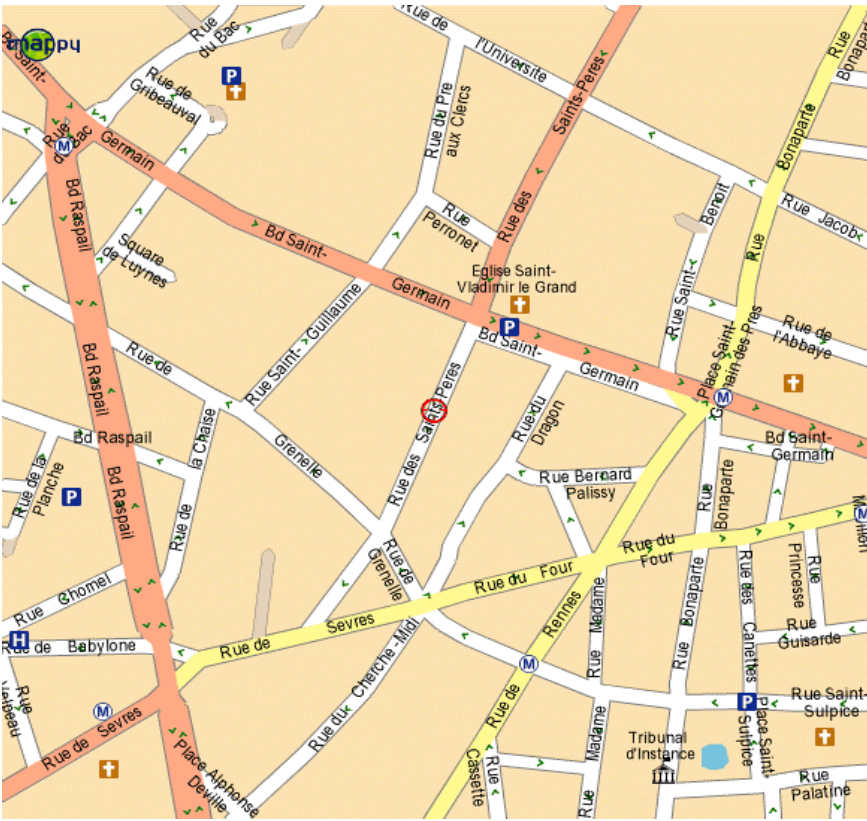 mappy
Rue
du Bac
Rue de
l'Universite
Saints-Peres
Rue
Bonaparte
Bd Saint-
P
Rue de
Gribeauval
Rue du Pre
aux Clercs
Bonaparte
Rue
du Bac
M
Germain
Bd Raspail
Rue
Perronet
Rue des
Benoit
Rue Jacob
Square
de Luynes
Bd Saint-
Rue
Eglise Saint-
Vladimir le Grand
Germain
Rue Saint-
Guillaume
P
Bd Saint-
Rue Saint-
Place Saint-
Germain des Pres
Rue de
l'Abbaye
Rue de
Bd Raspail
Germain
M
Rue des
Saints-Peres
Rue du
Dragon
la Chaise
Rue de
Bd Raspail
Grenelle
Bd Saint-
Germain
Rue de la
Planche
P
Bd Raspail
Rue Bernard
Palissy
Rue
Bonaparte
M
Mabillon
Rue de
Grenelle
Rue du
Four
Rue du Four
Princesse
Rue Chomel
Rue des
Canettes
Rue de
Sevres
Rue
Madame
Rue
Bonaparte
Rue
Guisarde
H
Rue de Babylone
Rue de
Rennes
Rue du
Cherche-Midi
M
Rue
Velpeau
M
Rue de Sevres
P
Rue Saint-
Sulpice
Place Saint-
Sulpice
Rue
Madame
Tribunal
d'Instance
Place Alphonse
Deville
Rue
Cassette
Rue
Palatine